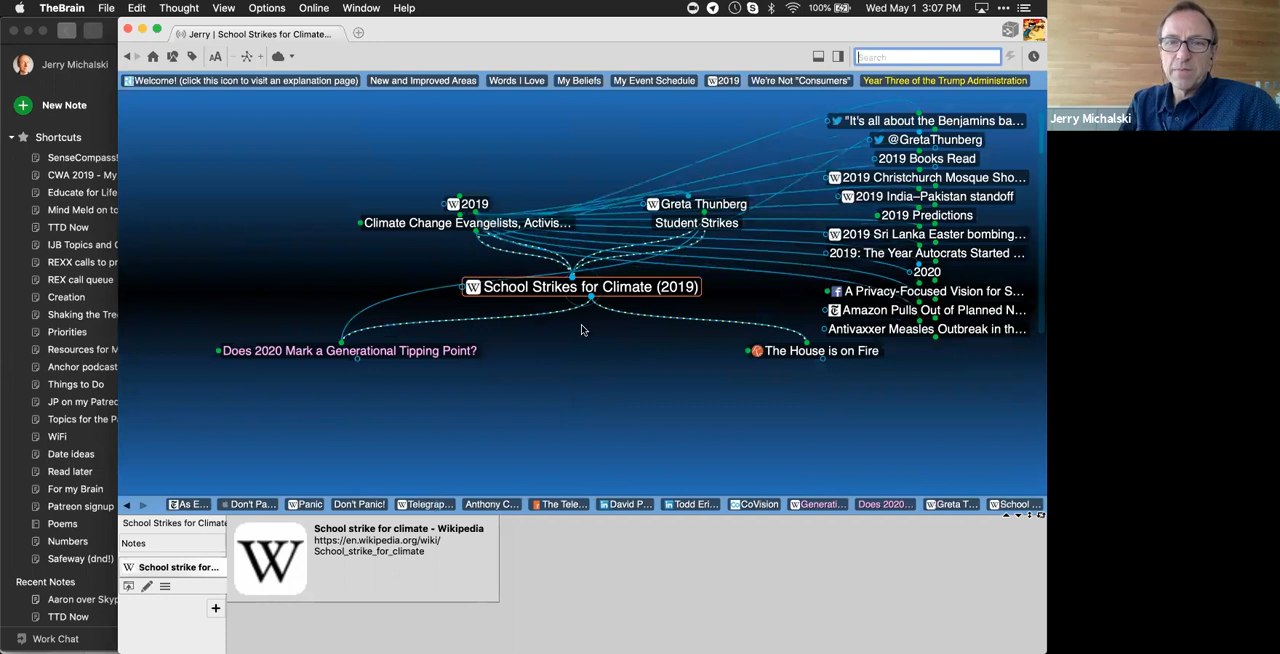 TheBrain File Edit Thought View Options Online Window Help 100% Wed May 1 3:07 PM
Jerry | School Strikes for Climate...
Jerry Michalski
New Note
Shortcuts
SenseCompass!
CWA 2019 - My
Educate for Life
Mind Meld on to
TTD Now
IJB Topics and C
REXX calls to pr
REX call queue
Creation
Shaking the Tre
Priorities
Resources for M
Anchor podcast
Things to Do
JP on my Patreo
Topics for the P
WiFi
Date ideas
Read later
For my Brain
Patreon signup
Poems
Numbers
Safeway (dnd!)
Recent Notes
Aaron over Skyp
TTD Now
Work Chat
AA
Search
Welcome! (click this icon to visit an explanation page) New and Improved Areas Words I Love My Beliefs My Event Schedule W 2019 We're Not "Consumers" Year Three of the Trump Administration
"It's all about the Benjamins ba...
@GretaThunberg
2019 Books Read
W 2019 Christchurch Mosque Sho...
W 2019 India–Pakistan standoff
2019 Predictions
W 2019 Sri Lanka Easter bombing...
2019: The Year Autocrats Started ...
2020
A Privacy-Focused Vision for S...
Amazon Pulls Out of Planned N...
Antivaxxer Measles Outbreak in th...
W 2019
Climate Change Evangelists, Activis...
W Greta Thunberg
Student Strikes
W School Strikes for Climate (2019)
Does 2020 Mark a Generational Tipping Point?
The House is on Fire
As E... Don't Pa... W Panic Don't Panic! W Telegrap... Anthony C... The Tele... in David P... in Todd Eri... CoVision W Generati... Does 2020... W Greta T... W School ...
School Strikes for Climat
Notes
W School strike for...
+
W
School strike for climate - Wikipedia
https://en.wikipedia.org/wiki/
School_strike_for_climate
Jerry Michalski